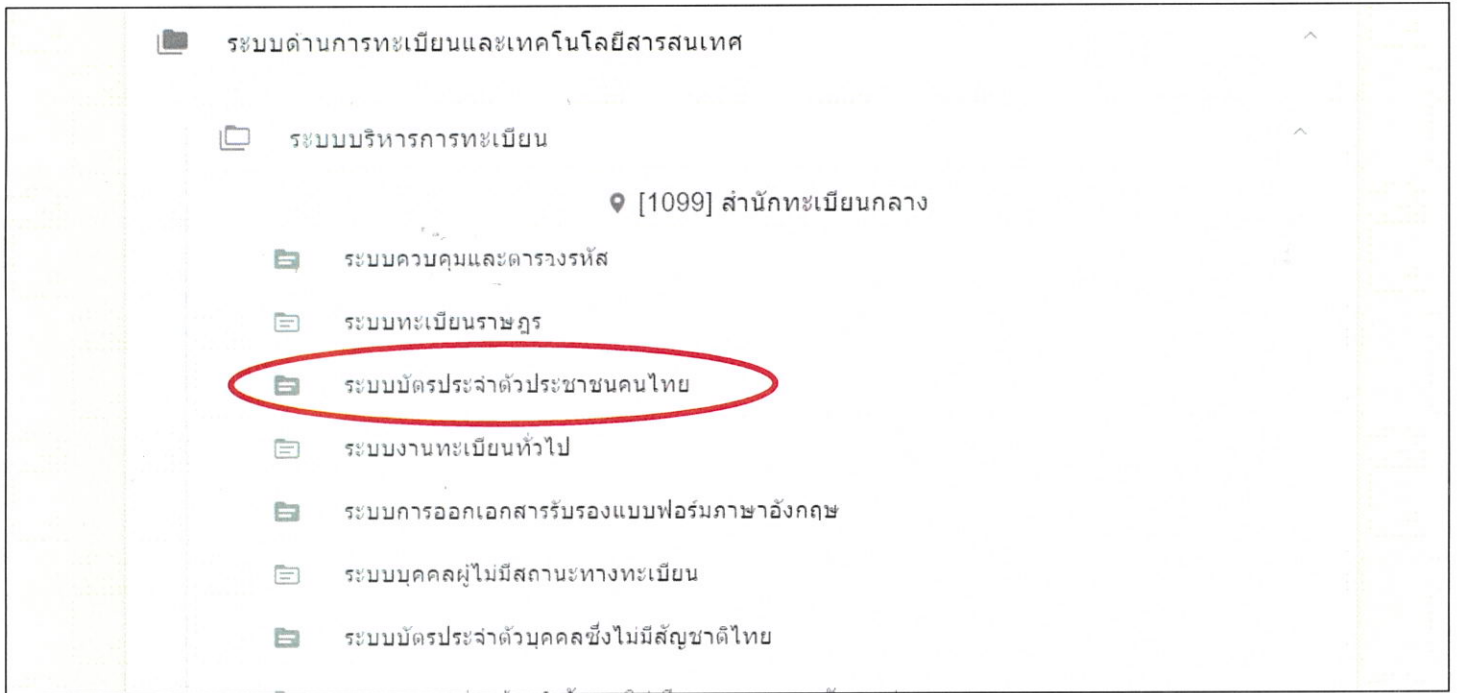 ระบบด้านการทะเบียนและเทคโนโลยีสารสนเทศ
ระบบบริหารการทะเบียน
[1099] สำนักทะเบียนกลาง
ระบบควบคุมและตารางรหัส
ระบบทะเบียนราษฎร
ระบบบัตรประจำตัวประชาชนคนไทย
ระบบงานทะเบียนทั่วไป
ระบบการออกเอกสารรับรองแบบฟอร์มภาษาอังกฤษ
ระบบบุคคลผู้ไม่มีสถานะทางทะเบียน
ระบบบัตรประจำตัวบุคคลซึ่งไม่มีสัญชาติไทย